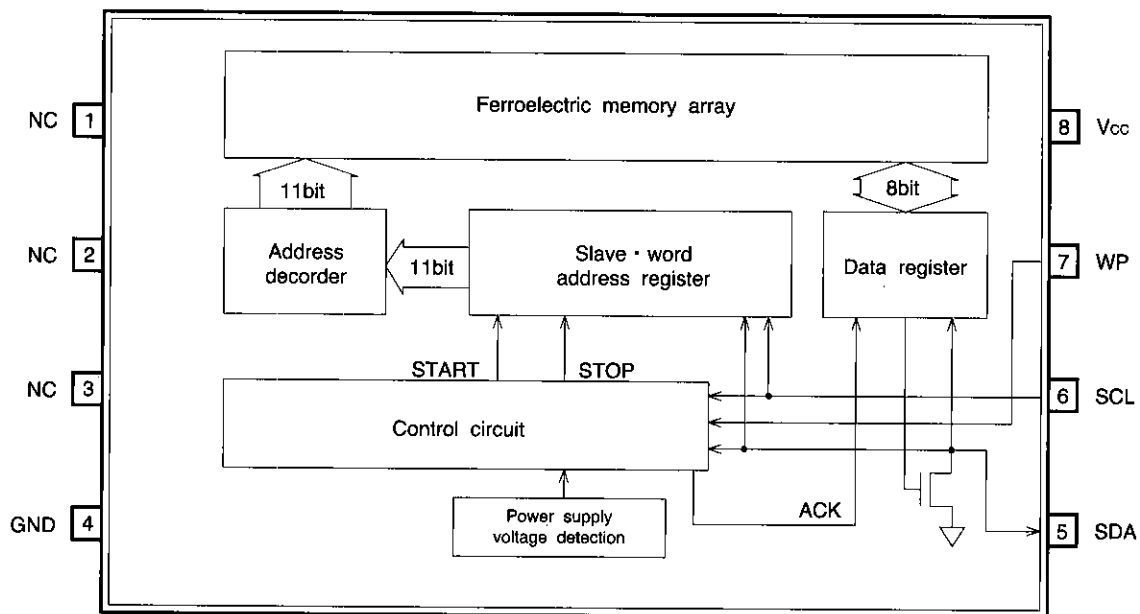 Ferroelectric memory array
NC 1
8 Vcc
11bit
8bit
NC 2
Address
decorder
11bit
Slave・word
address register
Data register
7 WP
START
STOP
NC 3
6 SCL
Control circuit
GND 4
Power supply
voltage detection
ACK
5 SDA